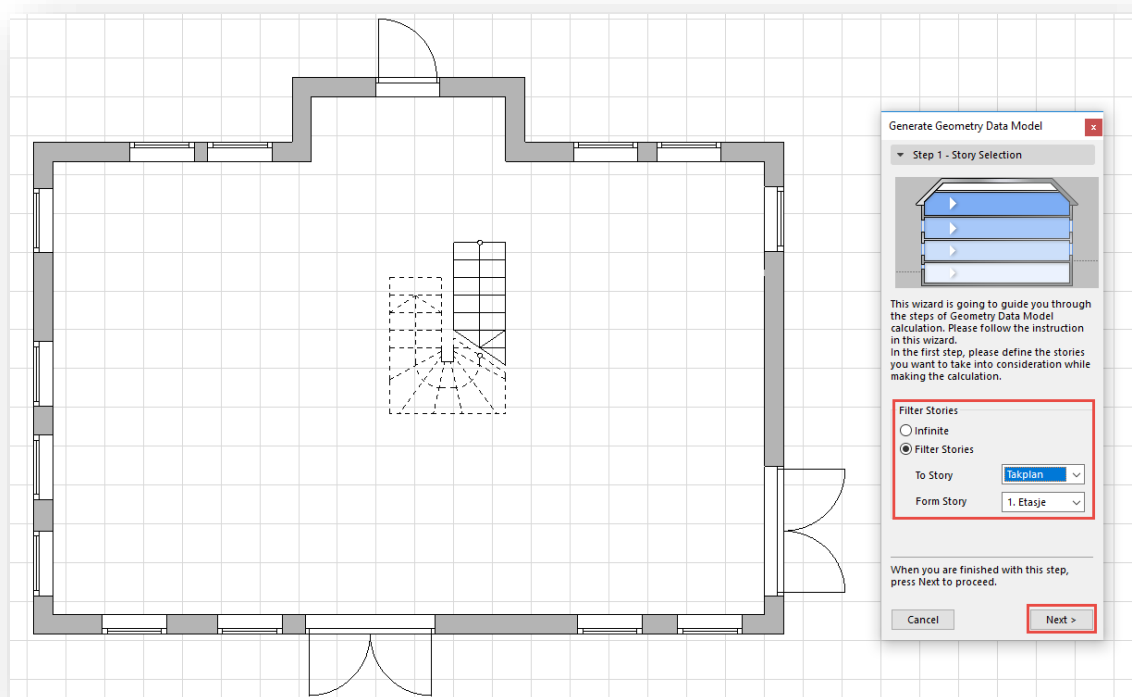 Generate Geometry Data Model
x
Step 1 - Story Selection
This wizard is going to guide you through
the steps of Geometry Data Model
calculation. Please follow the instruction
in this wizard.
In the first step, please define the stories
you want to take into consideration while
making the calculation.
Filter Stories
Infinite
Filter Stories
To Story Takplan
Form Story 1. Etasje
When you are finished with this step,
press Next to proceed.
Cancel Next >